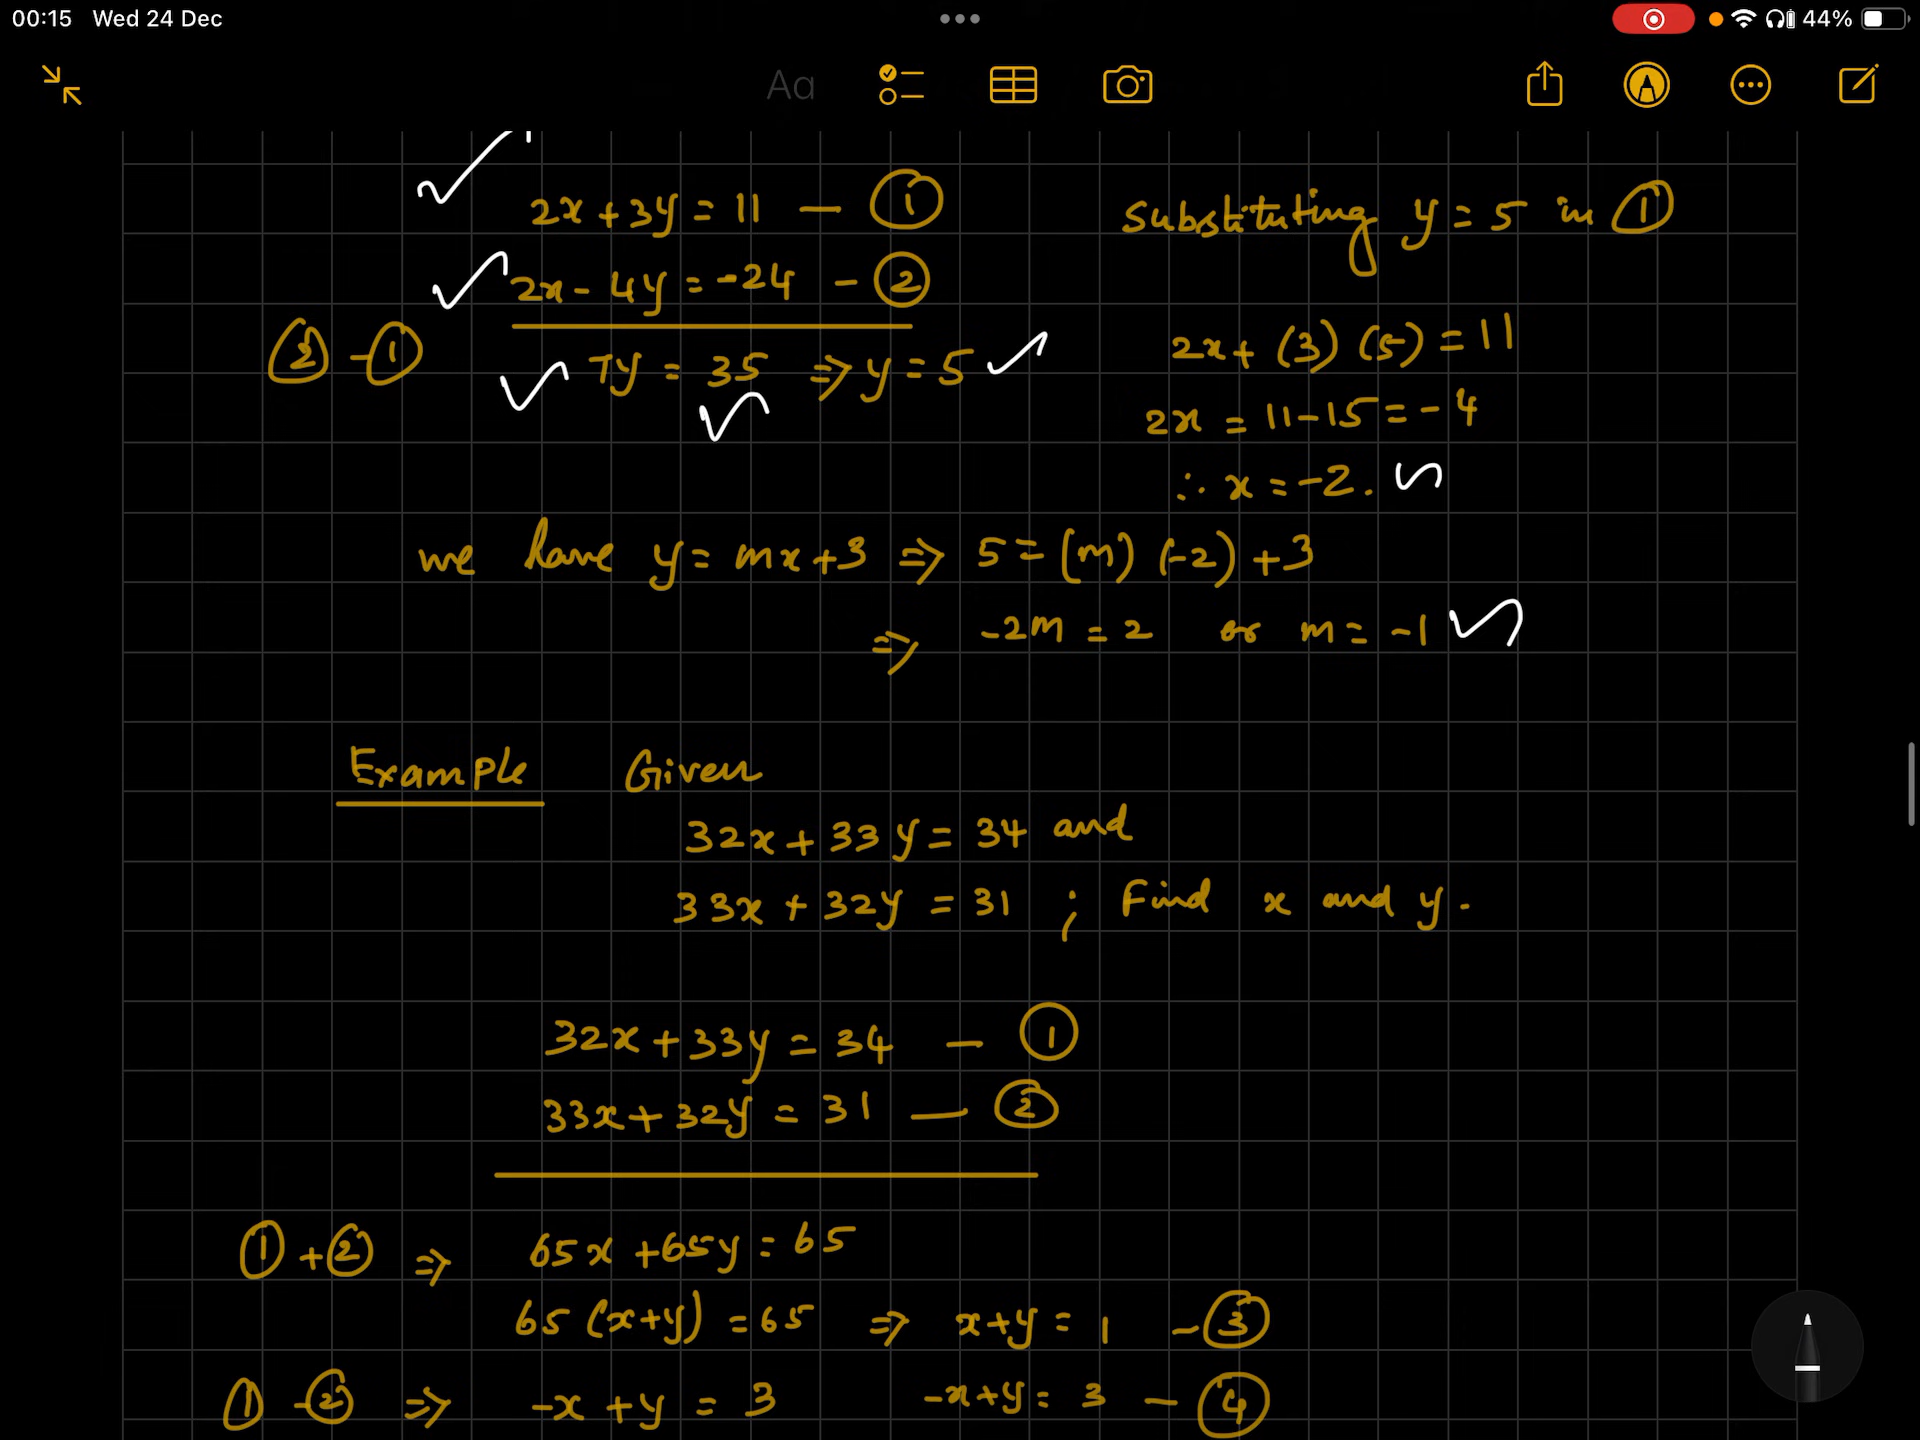 00:15 Wed 24 Dec
44%
Aa
2x + 3y = 11 — ①
2x - 4y = -24 - ②
② - ① 7y = 35 ⇒ y = 5
Substituting y = 5 in ①
2x + (3) (5) = 11
2x = 11 - 15 = - 4
∴ x = -2.
we have y = mx + 3 ⇒ 5 = (m) (-2) + 3
⇒ -2m = 2 or m = -1
Example Given
32x + 33y = 34 and
33x + 32y = 31 ; Find x and y.
32x + 33y = 34 — ①
33x + 32y = 31 — ②
① + ② ⇒ 65x + 65y = 65
65 (x+y) = 65 ⇒ x+y = 1 - ③
① - ② ⇒ -x + y = 3 -x+y = 3 — ④